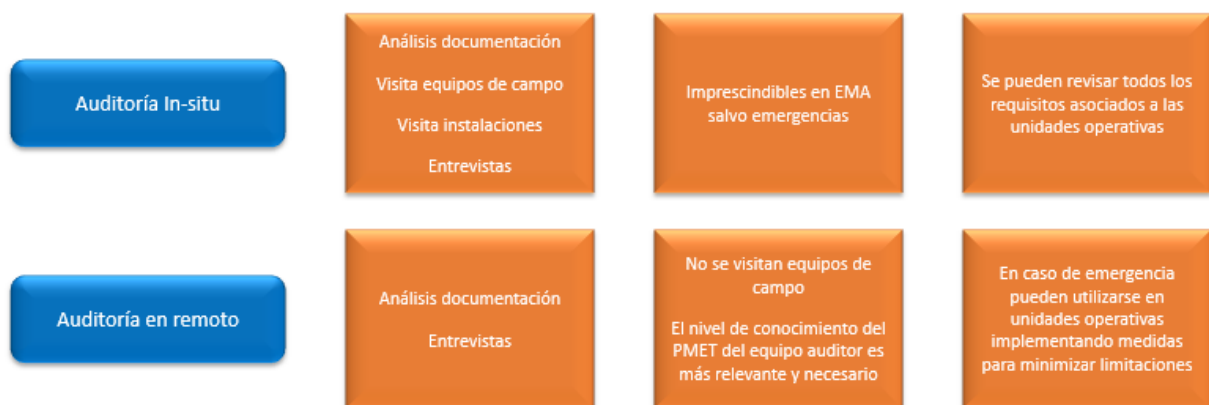 Auditoría In-situ
Análisis documentación
Visita equipos de campo
Visita instalaciones
Entrevistas
Imprescindibles en EMA
salvo emergencias
Se pueden revisar todos los
requisitos asociados a las
unidades operativas
Auditoría en remoto
Análisis documentación
Entrevistas
No se visitan equipos de
campo
El nivel de conocimiento del
PMET del equipo auditor es
más relevante y necesario
En caso de emergencia
pueden utilizarse en
unidades operativas
implementando medidas
para minimizar limitaciones